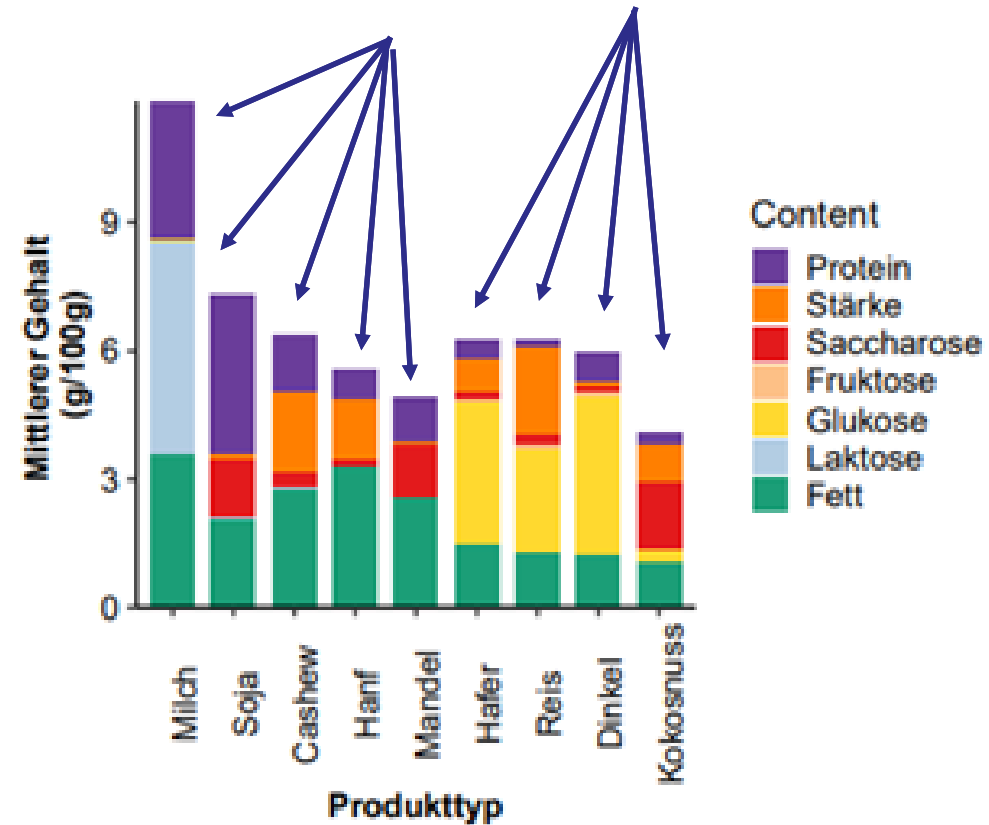 Mittlerer Gehalt
(g/100g)
9
6
3
0
Milch
Soja
Cashew
Hanf
Mandel
Hafer
Reis
Dinkel
Kokosnuss
Produkttyp
Content
Protein
Stärke
Saccharose
Fruktose
Glukose
Laktose
Fett